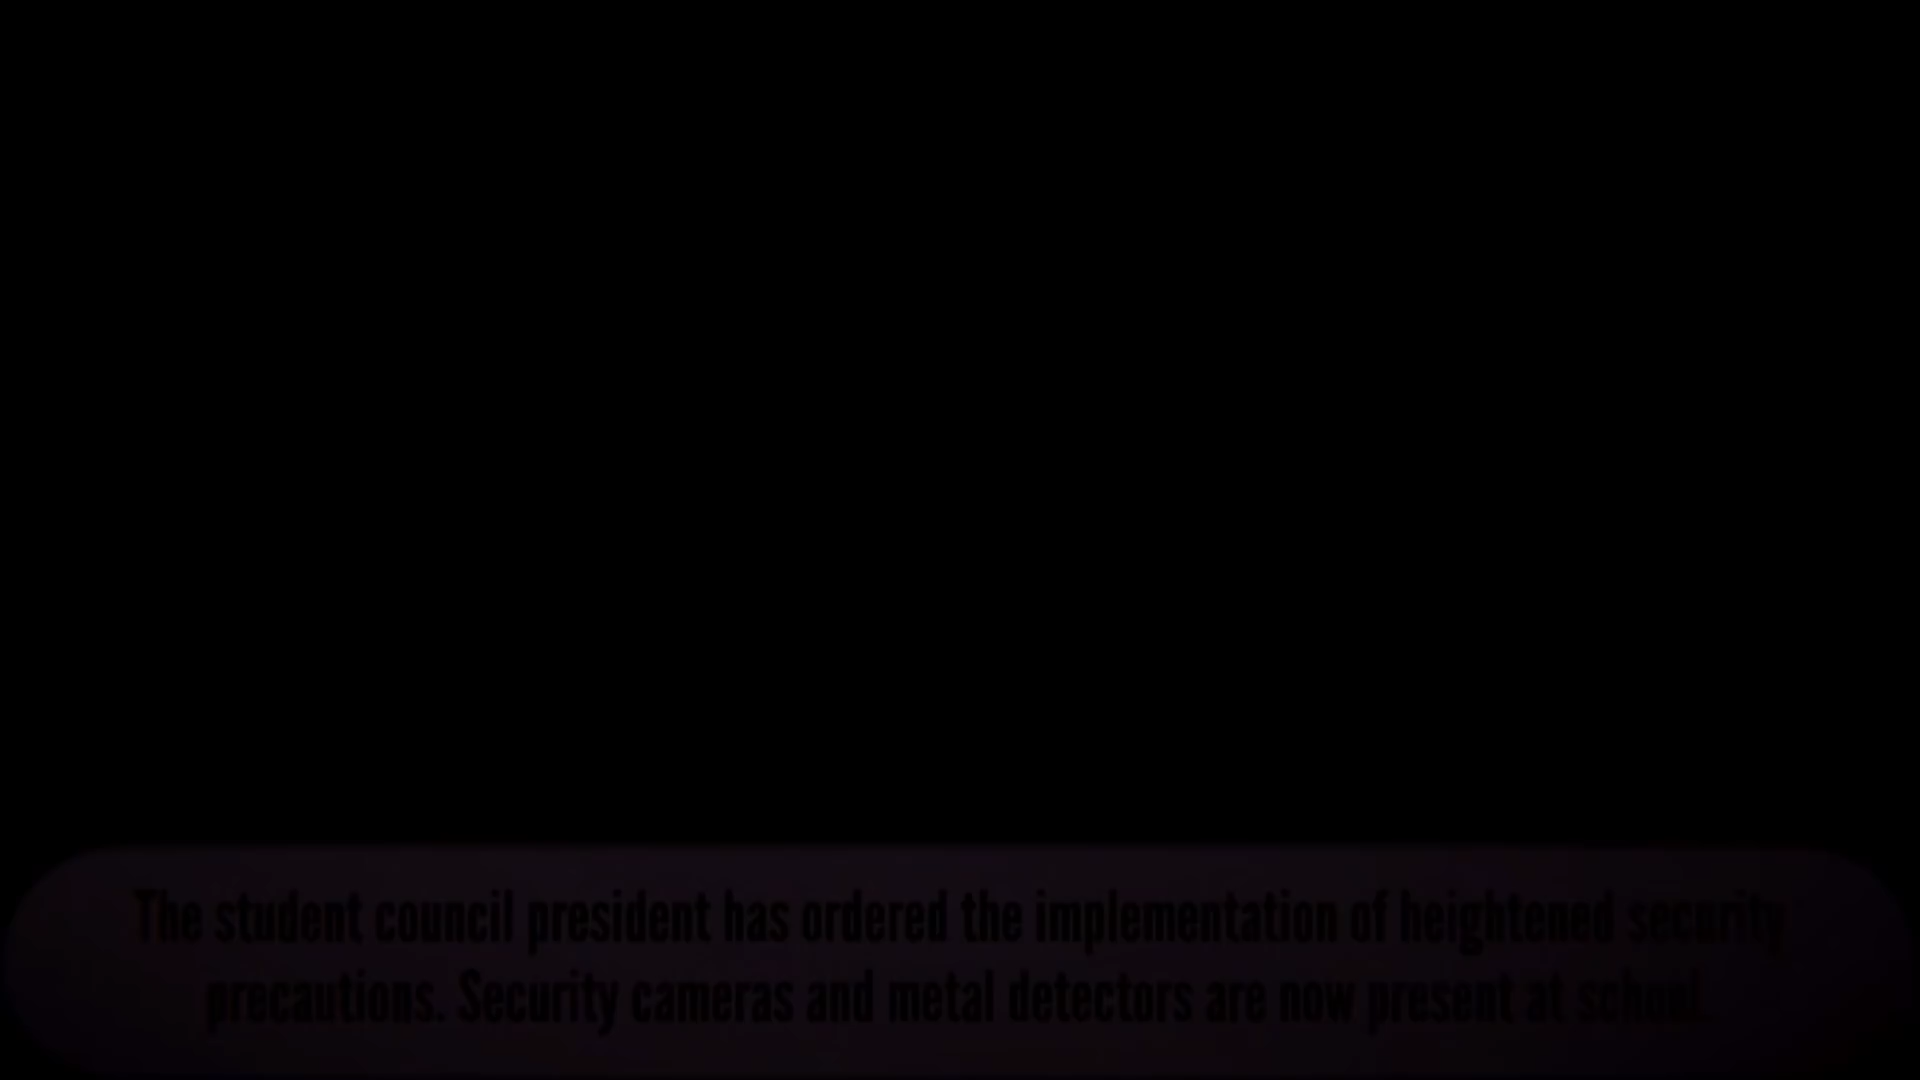 The student council president has ordered the implementation of heightened security
precautions. Security cameras and metal detectors are now present at school.